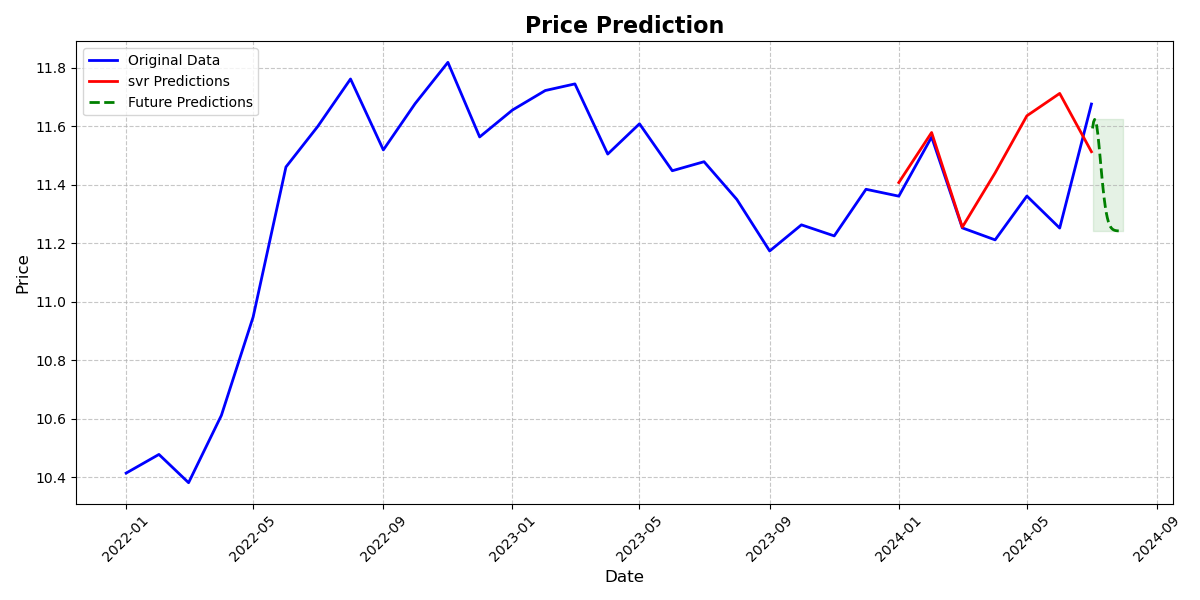 Price Prediction
Original Data
svr Predictions
Future Predictions
Price
11.8
11.6
11.4
11.2
11.0
10.8
10.6
10.4
2022-01
2022-05
2022-09
2023-01
2023-05
2023-09
2024-01
2024-05
2024-09
Date